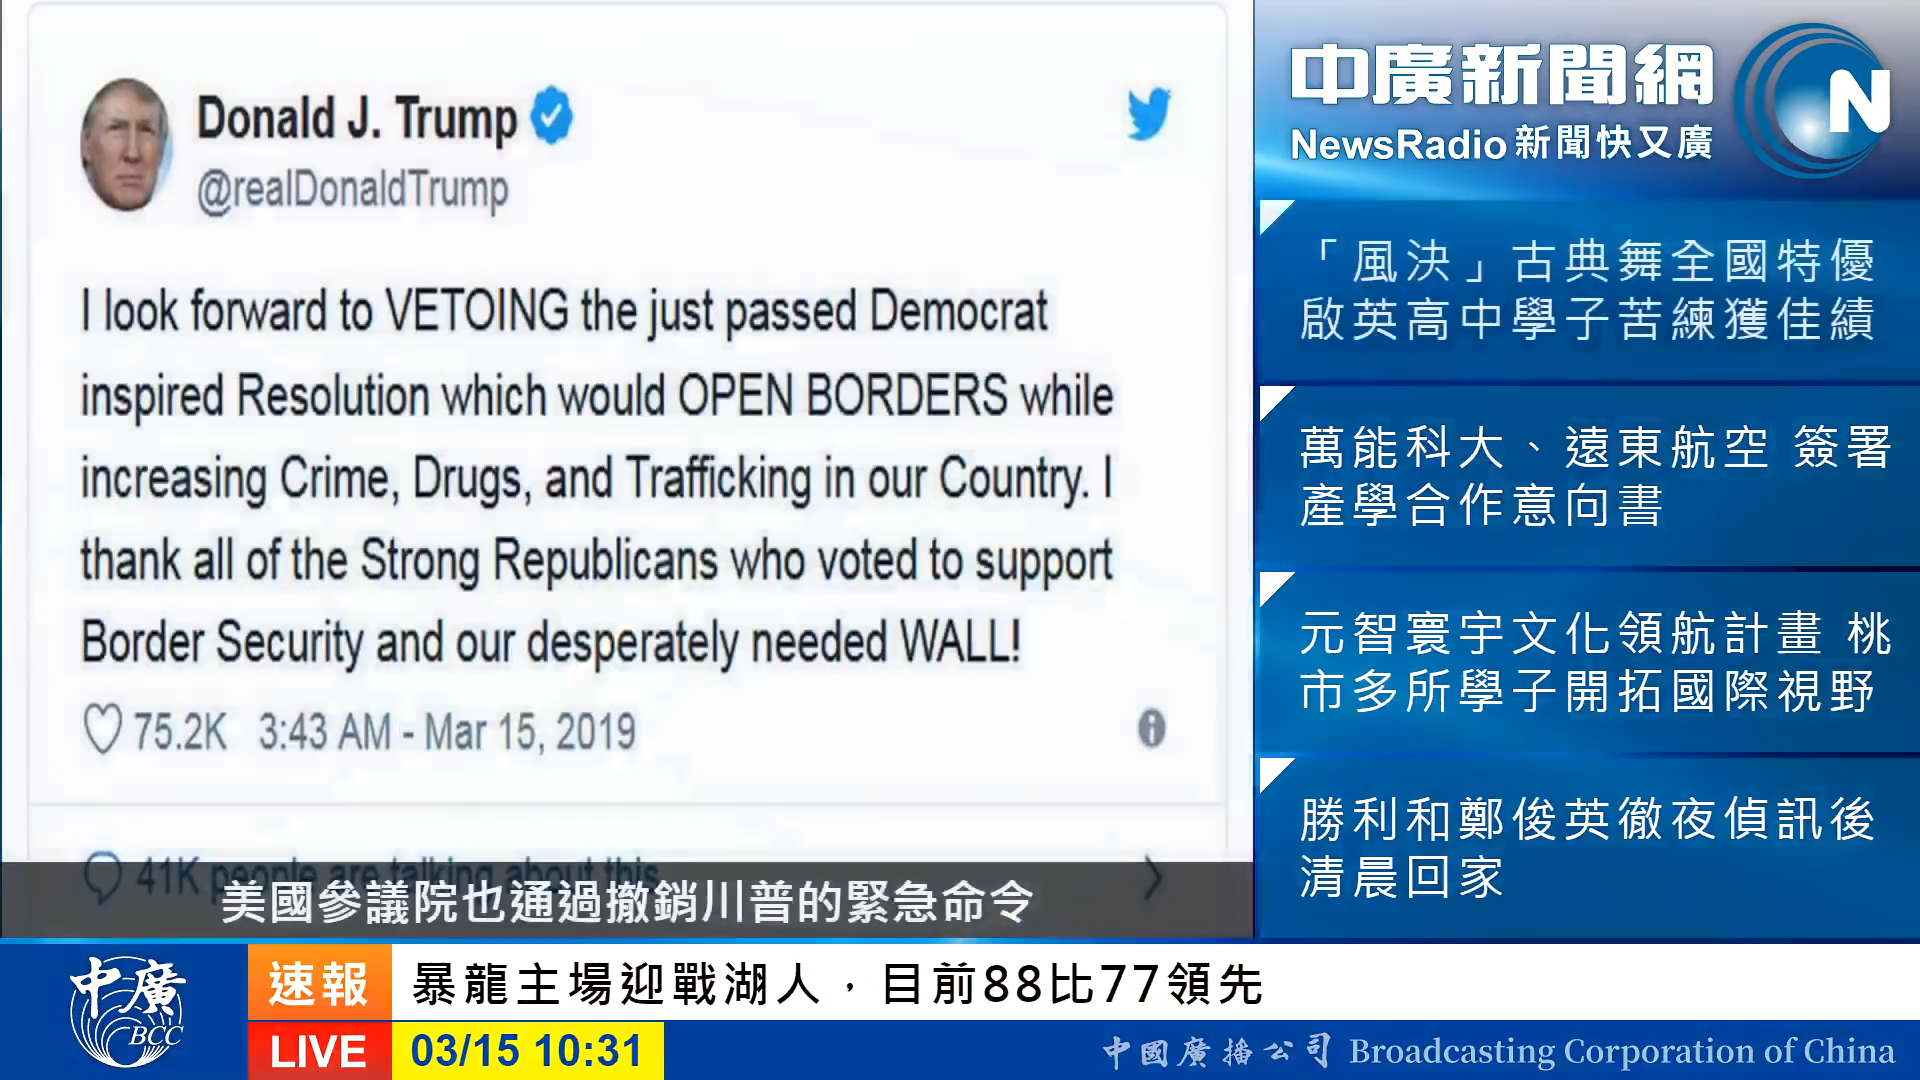 Donald J. Trump
@realDonaldTrump
I look forward to VETOING the just passed Democrat
inspired Resolution which would OPEN BORDERS while
increasing Crime, Drugs, and Trafficking in our Country. I
thank all of the Strong Republicans who voted to support
Border Security and our desperately needed WALL!
75.2K 3:43 AM - Mar 15, 2019
41K people are talking about this
美國參議院也通過撤銷川普的緊急命令
中廣新聞網
NewsRadio 新聞快又廣
N
「風決」古典舞全國特優
啟英高中學子苦練獲佳績
萬能科大、遠東航空 簽署
產學合作意向書
元智寰宇文化領航計畫 桃
市多所學子開拓國際視野
勝利和鄭俊英徹夜偵訊後
清晨回家
中廣
BCC
速報
暴龍主場迎戰湖人，目前88比77領先
LIVE
03/15 10:31
中國廣播公司 Broadcasting Corporation of China